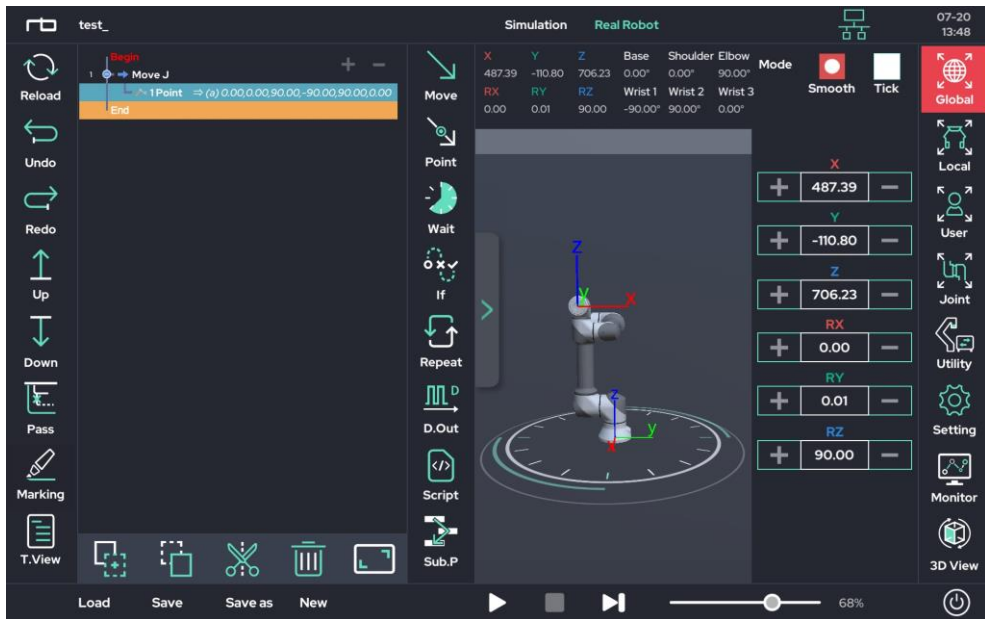 test_
Simulation
Real Robot
07-20
13:48
Reload
Undo
Redo
Up
Down
Pass
Marking
T.View
Begin
1 Move J
1 Point ⇒ (a) 0.00,0.00,90.00,-90.00,90.00,0.00
End
Move
Point
Wait
If
Repeat
D
D.Out
Script
Sub.P
X Y Z Base Shoulder Elbow
487.39 -110.80 706.23 0.00° 0.00° 90.00°
RX RY RZ Wrist 1 Wrist 2 Wrist 3
0.00 0.01 90.00 -90.00° 90.00° 0.00°
Mode
Smooth
Tick
z
y
x
z
y
x
X
+ 487.39 −
Y
+ -110.80 −
Z
+ 706.23 −
RX
+ 0.00 −
RY
+ 0.01 −
RZ
+ 90.00 −
Global
Local
User
Joint
Utility
Setting
Monitor
3D View
Load Save Save as New
68%